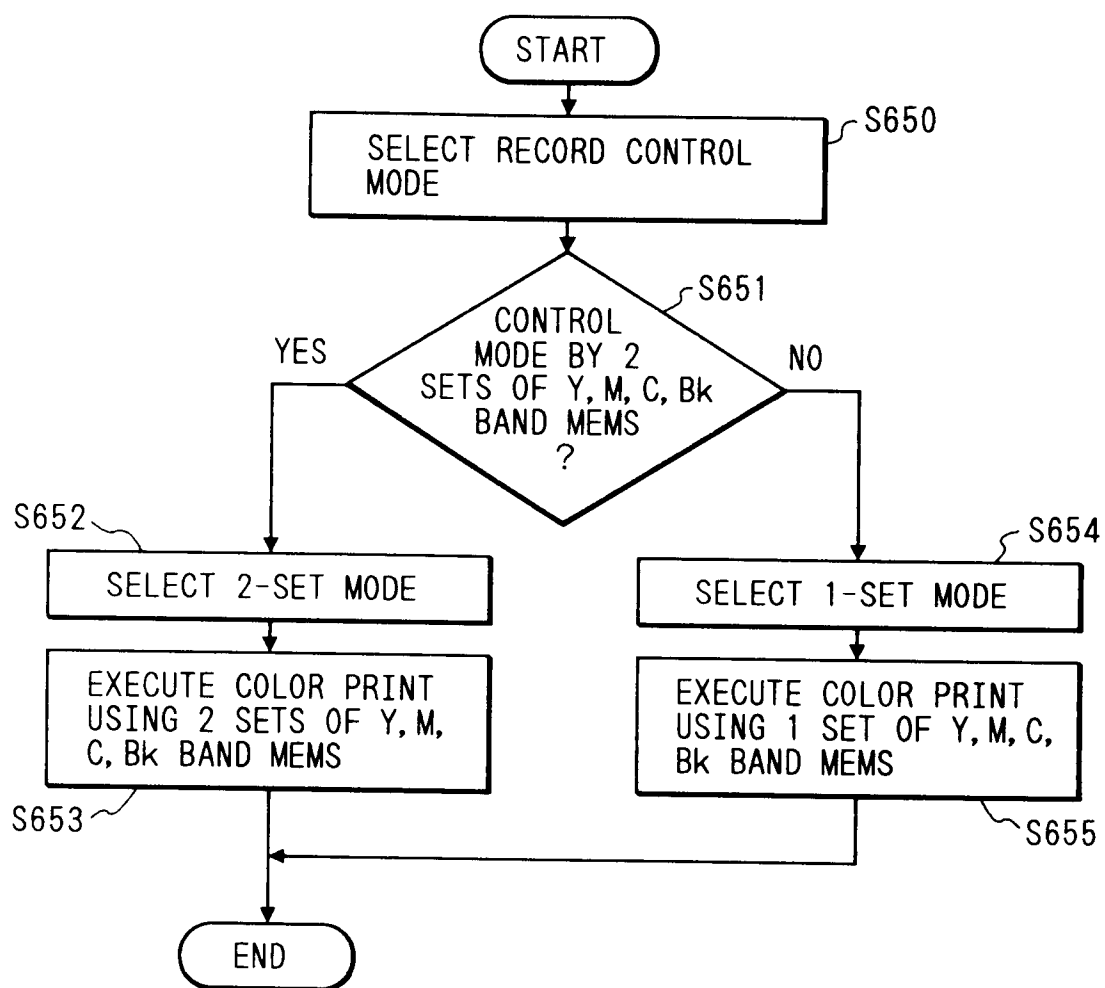 START
S650
SELECT RECORD CONTROL
MODE
S651
CONTROL
MODE BY 2
SETS OF Y, M, C, Bk
BAND MEMS
?
YES
NO
S652
SELECT 2-SET MODE
S654
SELECT 1-SET MODE
EXECUTE COLOR PRINT
USING 2 SETS OF Y, M,
C, Bk BAND MEMS
S653
EXECUTE COLOR PRINT
USING 1 SET OF Y, M, C,
Bk BAND MEMS
S655
END